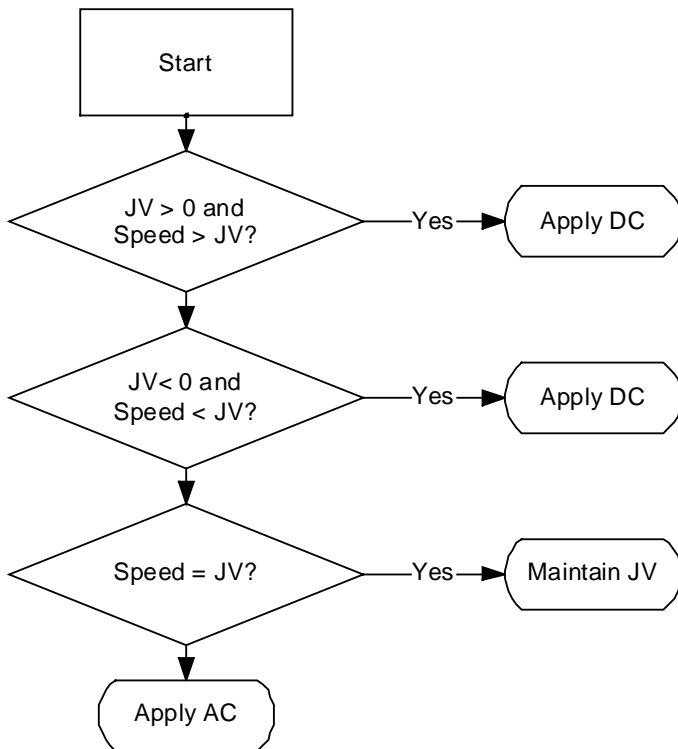 Start
JV > 0 and
Speed > JV?
Yes
Apply DC
JV< 0 and
Speed < JV?
Yes
Apply DC
Speed = JV?
Yes
Maintain JV
Apply AC